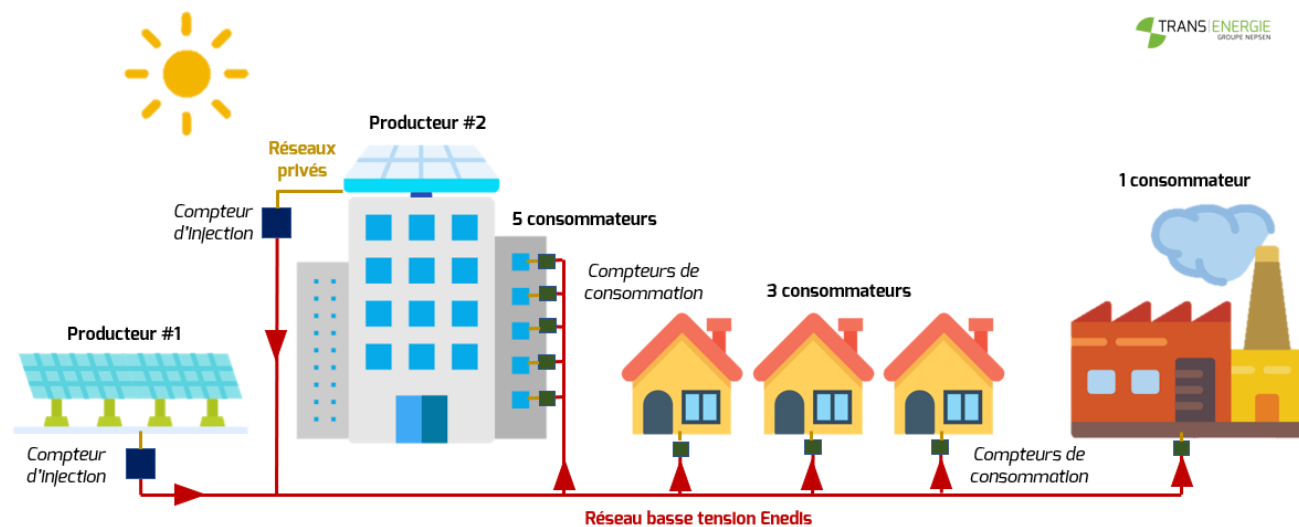 TRANS|ENERGIE
GROUPE NEPSEN
Producteur #2
Réseaux
privés
1 consommateur
Compteur
d'injection
5 consommateurs
Compteurs de
consommation
3 consommateurs
Producteur #1
Compteur
d'injection
Compteurs de
consommation
Réseau basse tension Enedis